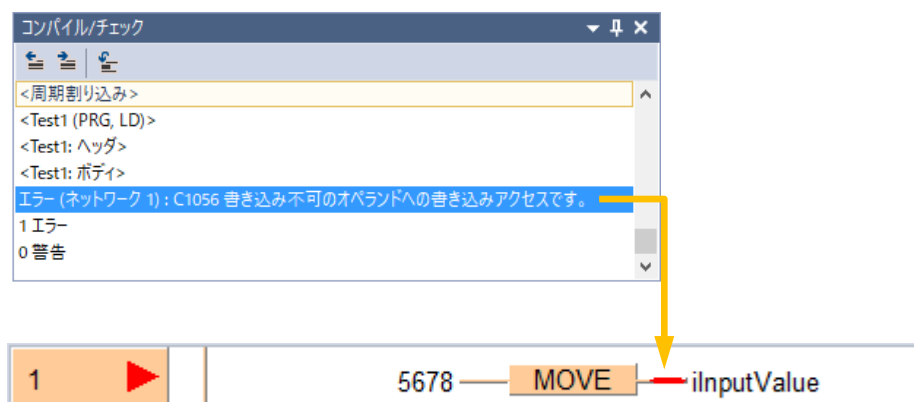 コンパイル/チェック
<周期割り込み>
<Test1 (PRG, LD)>
<Test1: ヘッダ>
<Test1: ボディ>
エラー (ネットワーク 1) : C1056 書き込み不可のオペランドへの書き込みアクセスです。
1 エラー
0 警告
1 5678 MOVE iInputValue